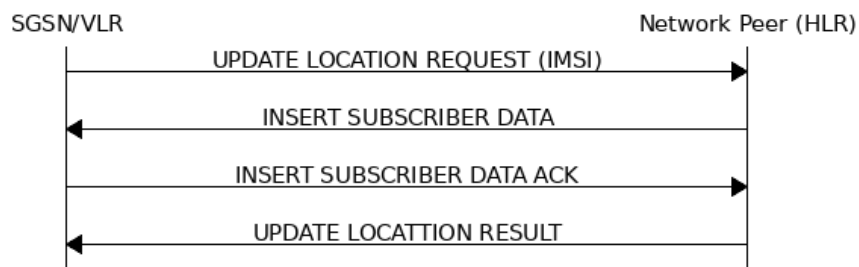 SGSN/VLR
Network Peer (HLR)
UPDATE LOCATION REQUEST (IMSI)
INSERT SUBSCRIBER DATA
INSERT SUBSCRIBER DATA ACK
UPDATE LOCATTION RESULT